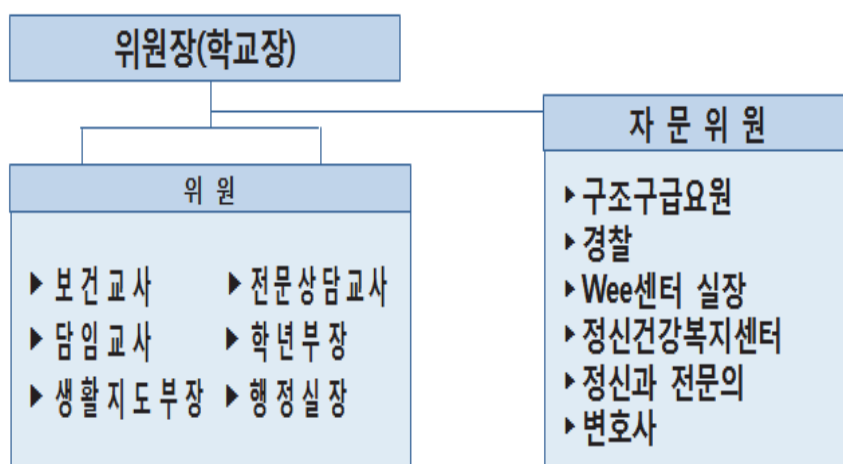 위원장(학교장)
위 원
▶ 보건교사 ▶ 전문상담교사
▶ 담임교사 ▶ 학년부장
▶ 생활지도부장 ▶ 행정실장
자 문 위 원
▶구조구급요원
▶경찰
▶Wee센터 실장
▶정신건강복지센터
▶정신과 전문의
▶변호사